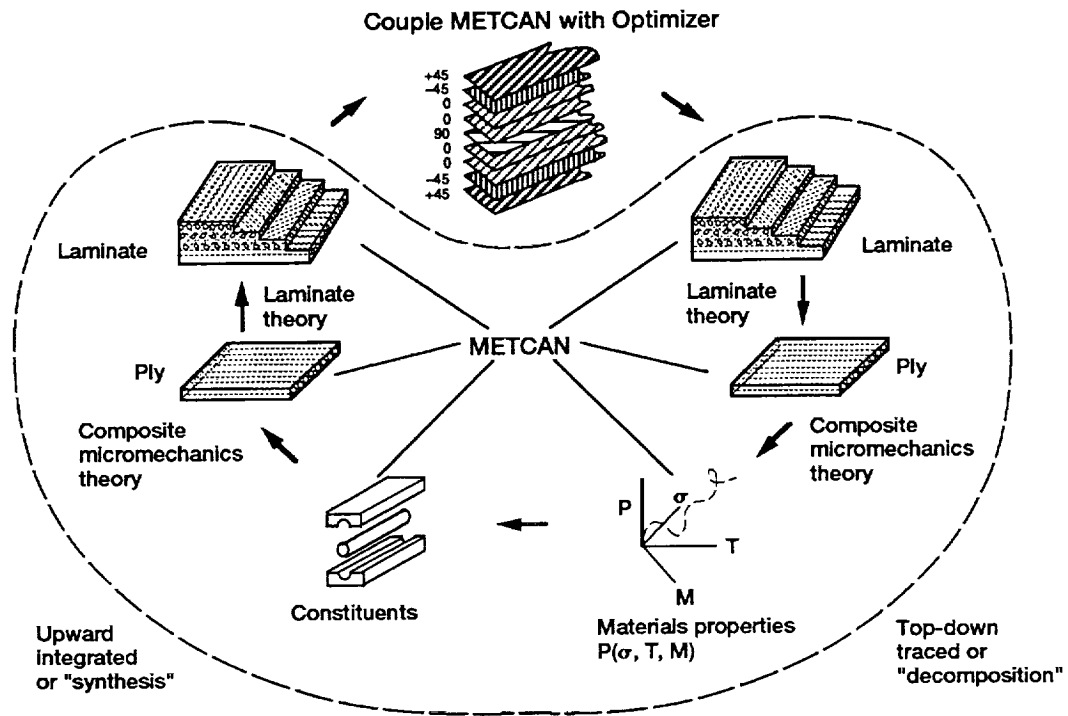 Couple METCAN with Optimizer
+45
−45
0
0
90
0
0
−45
+45
Laminate
Laminate
theory
Ply
Composite
micromechanics
theory
METCAN
Laminate
Laminate
theory
Ply
Composite
micromechanics
theory
Constituents
P
σ
T
M
Materials properties
P(σ, T, M)
Upward
integrated
or "synthesis"
Top-down
traced or
"decomposition"